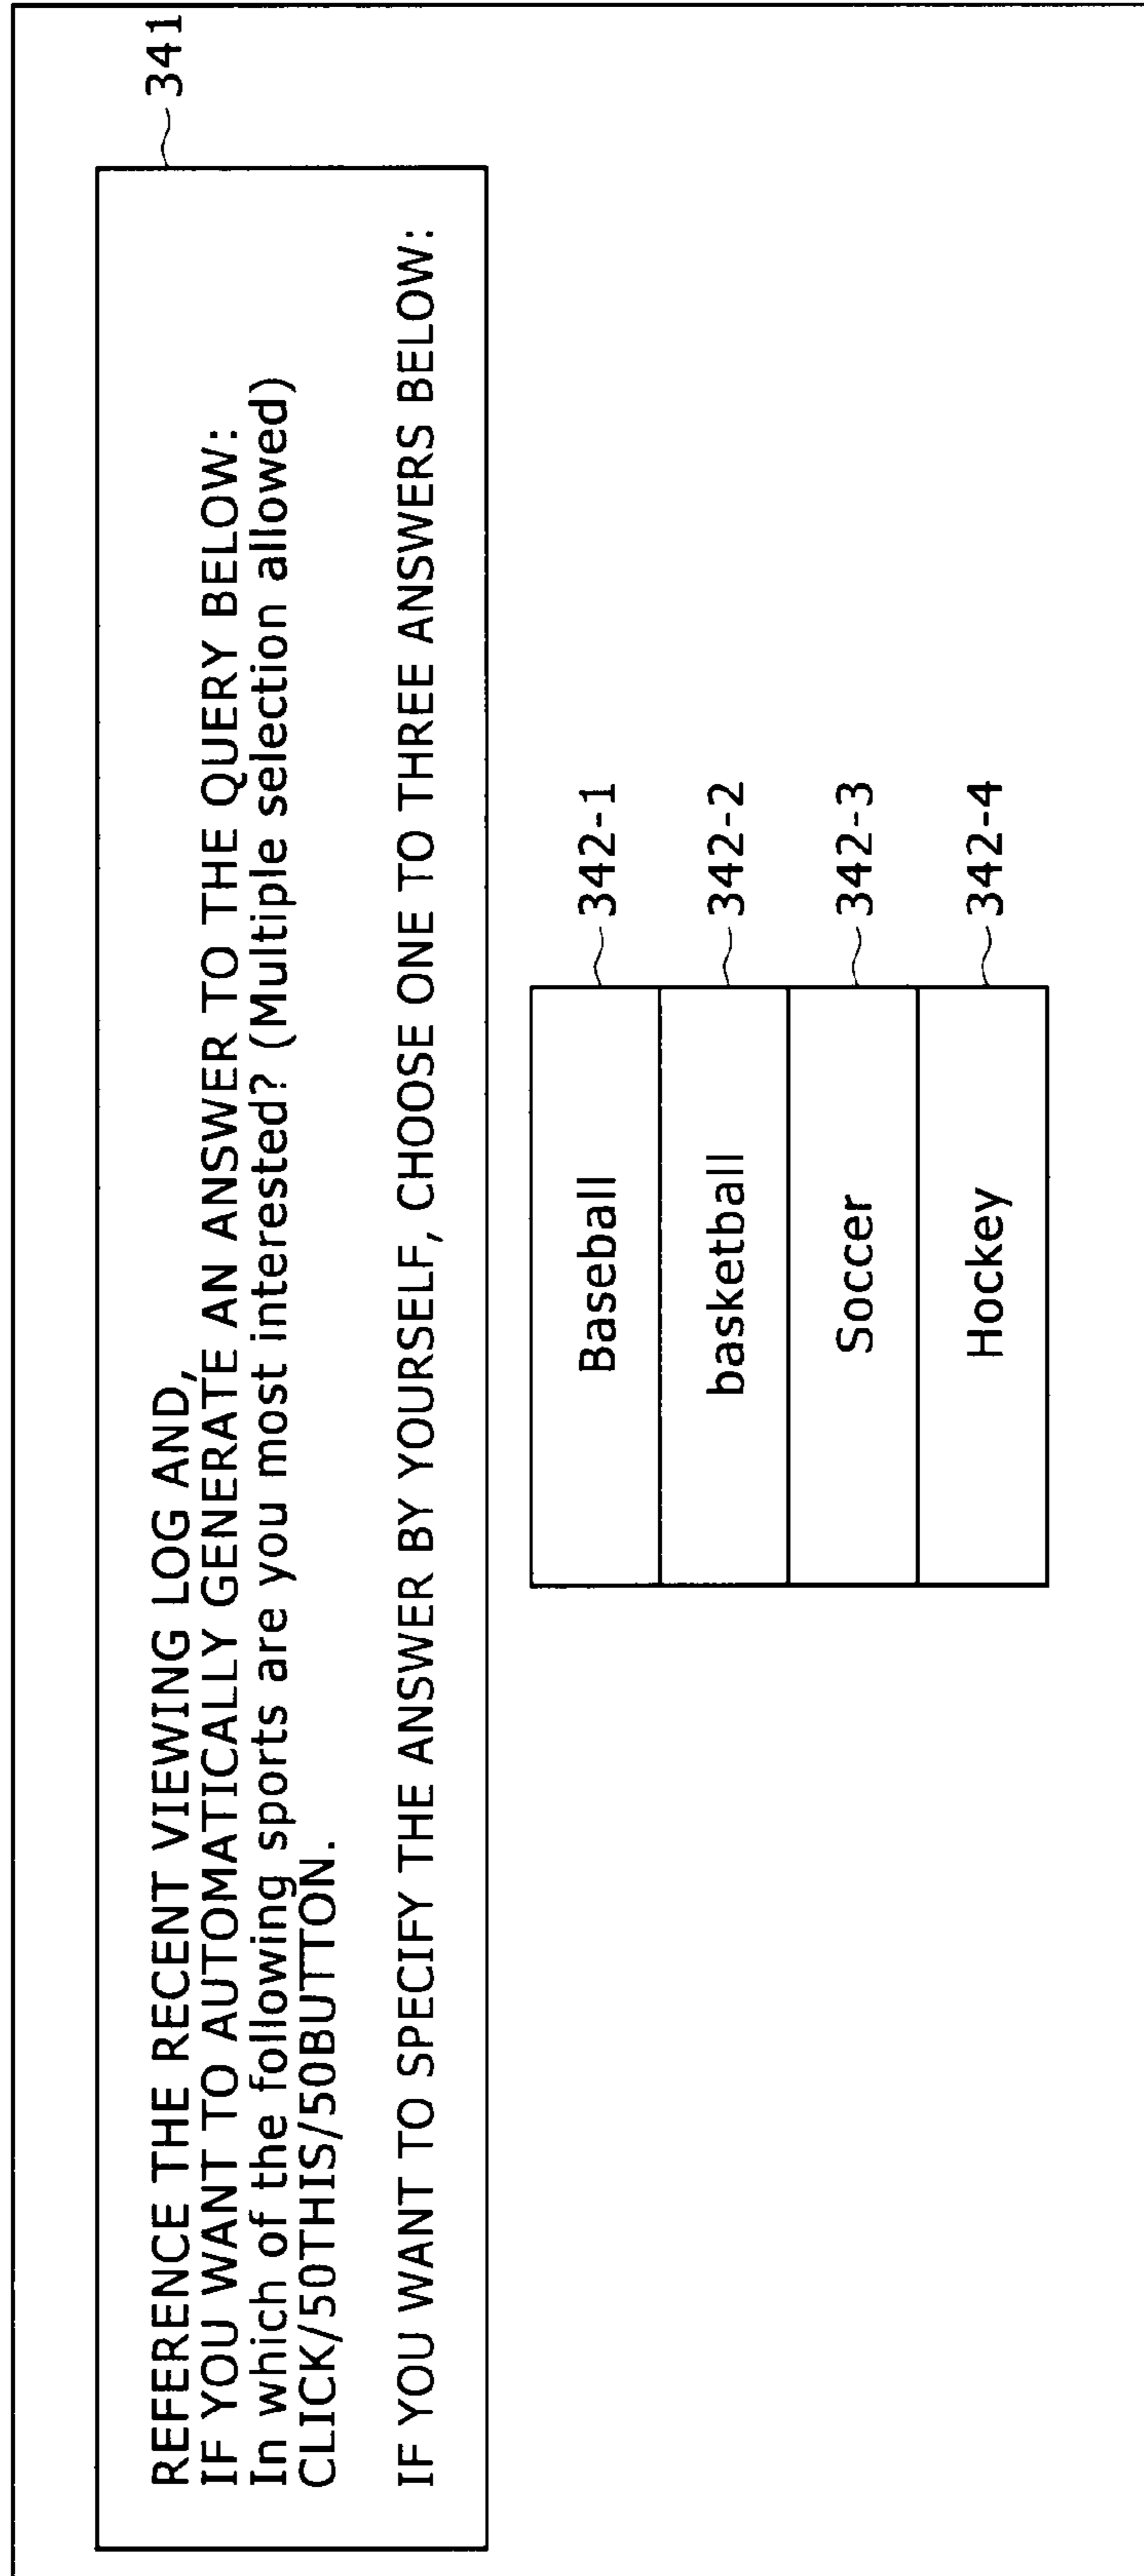 REFERENCE THE RECENT VIEWING LOG AND,
IF YOU WANT TO AUTOMATICALLY GENERATE AN ANSWER TO THE QUERY BELOW:
In which of the following sports are you most interested? (Multiple selection allowed)
CLICK/50THIS/50BUTTON.
IF YOU WANT TO SPECIFY THE ANSWER BY YOURSELF, CHOOSE ONE TO THREE ANSWERS BELOW:
341
Baseball 342-1
basketball 342-2
Soccer 342-3
Hockey 342-4